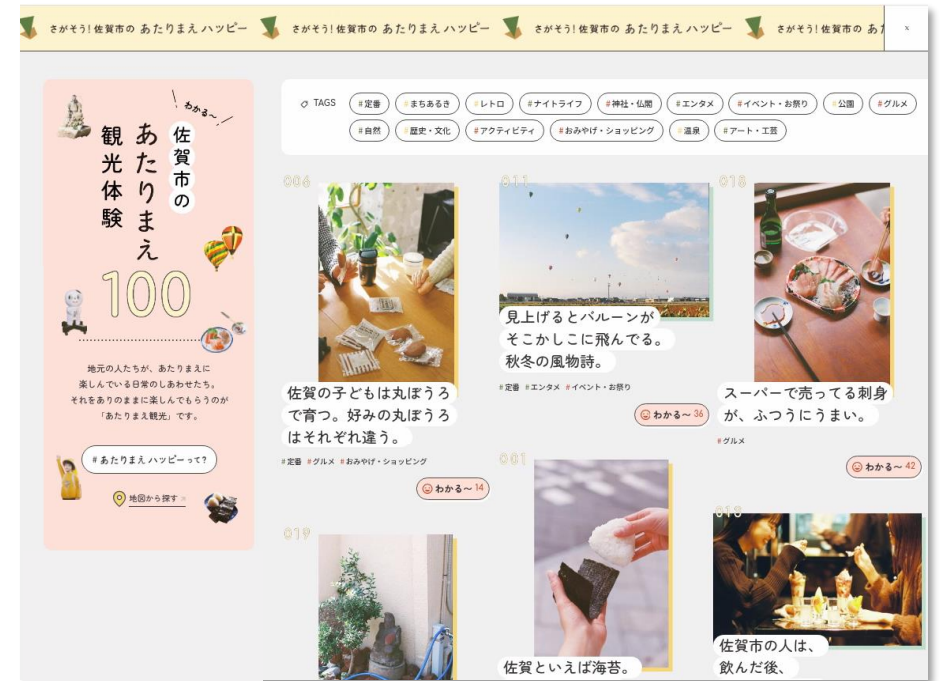 さがそう!佐賀市の あたりまえ ハッピー
さがそう!佐賀市の あたりまえ ハッピー
さがそう!佐賀市の あたりまえ ハッピー
さがそう!佐賀市の あた
x
わかる〜
佐賀市の
あたりまえ
観光体験
100
地元の人たちが、あたりまえに
楽しんでいる日常のしあわせたち。
それをありのままに楽しんでもらうのが
「あたりまえ観光」です。
#あたりまえ ハッピーって?
地図から探す
TAGS
#定番
#まちあるき
#レトロ
#ナイトライフ
#神社・仏閣
#エンタメ
#イベント・お祭り
#公園
#グルメ
#自然
#歴史・文化
#アクティビティ
#おみやげ・ショッピング
#温泉
#アート・工芸
006
佐賀の子どもは丸ぼうろ
で育つ。好みの丸ぼうろ
はそれぞれ違う。
#定番 #グルメ #おみやげ・ショッピング
わかる〜 14
019
011
見上げるとバルーンが
そこかしこに飛んでる。
秋冬の風物詩。
#定番 #エンタメ #イベント・お祭り
わかる〜 36
001
佐賀といえば海苔。
018
スーパーで売ってる刺身
が、ふつうにうまい。
#グルメ
わかる〜 42
佐賀市の人は、
飲んだ後、